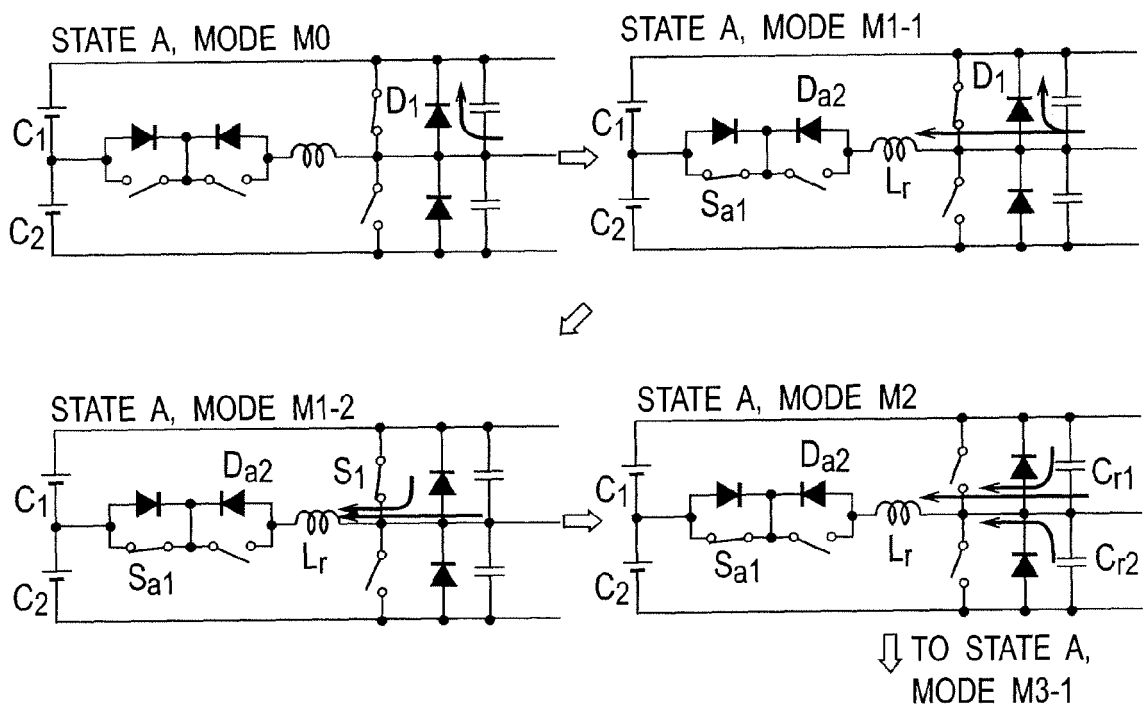 STATE A, MODE M0
D1
C1
C2
STATE A, MODE M1-1
Da2
D1
C1
Lr
Sa1
C2
STATE A, MODE M1-2
Da2
S1
C1
Lr
Sa1
C2
STATE A, MODE M2
Da2
Cr1
C1
Lr
Sa1
Cr2
C2
TO STATE A,
MODE M3-1